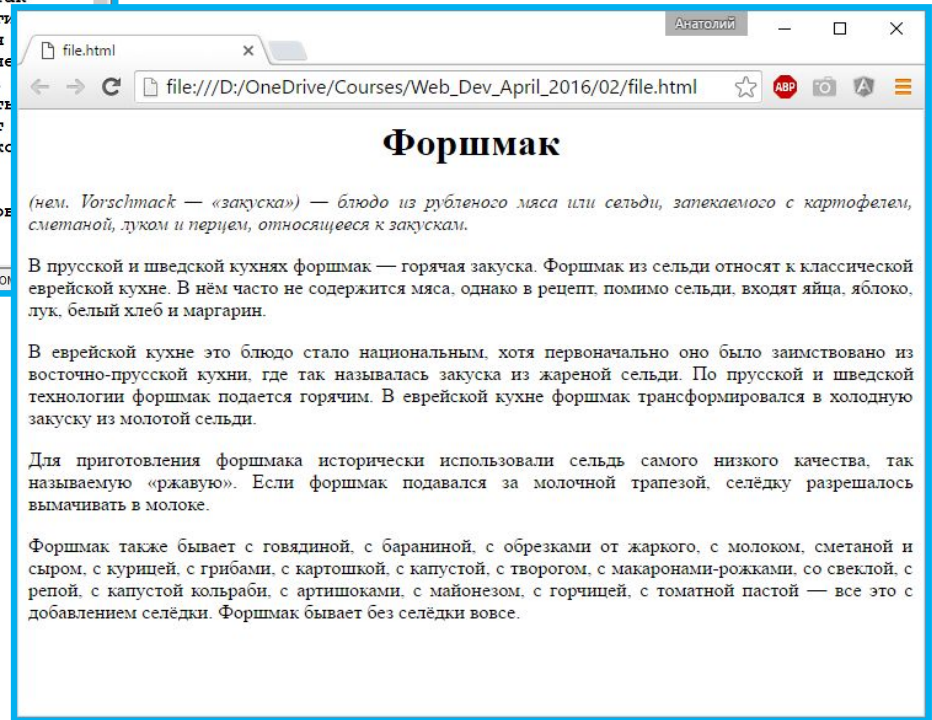 Анатолий
file.html
file:///D:/OneDrive/Courses/Web_Dev_April_2016/02/file.html
ABP
Форшмак
(нем. Vorschmack — «закуска») — блюдо из рубленого мяса или сельди, запекаемого с картофелем,
сметаной, луком и перцем, относящееся к закускам.
В прусской и шведской кухнях форшмак — горячая закуска. Форшмак из сельди относят к классической
еврейской кухне. В нём часто не содержится мяса, однако в рецепт, помимо сельди, входят яйца, яблоко,
лук, белый хлеб и маргарин.
В еврейской кухне это блюдо стало национальным, хотя первоначально оно было заимствовано из
восточно-прусской кухни, где так называлась закуска из жареной сельди. По прусской и шведской
технологии форшмак подается горячим. В еврейской кухне форшмак трансформировался в холодную
закуску из молотой сельди.
Для приготовления форшмака исторически использовали сельдь самого низкого качества, так
называемую «ржавую». Если форшмак подавался за молочной трапезой, селёдку разрешалось
вымачивать в молоке.
Форшмак также бывает с говядиной, с бараниной, с обрезками от жаркого, с молоком, сметаной и
сыром, с курицей, с грибами, с картошкой, с капустой, с творогом, с макаронами-рожками, со свеклой, с
репой, с капустой кольраби, с артишоками, с майонезом, с горчицей, с томатной пастой — все это с
добавлением селёдки. Форшмак бывает без селёдки вовсе.